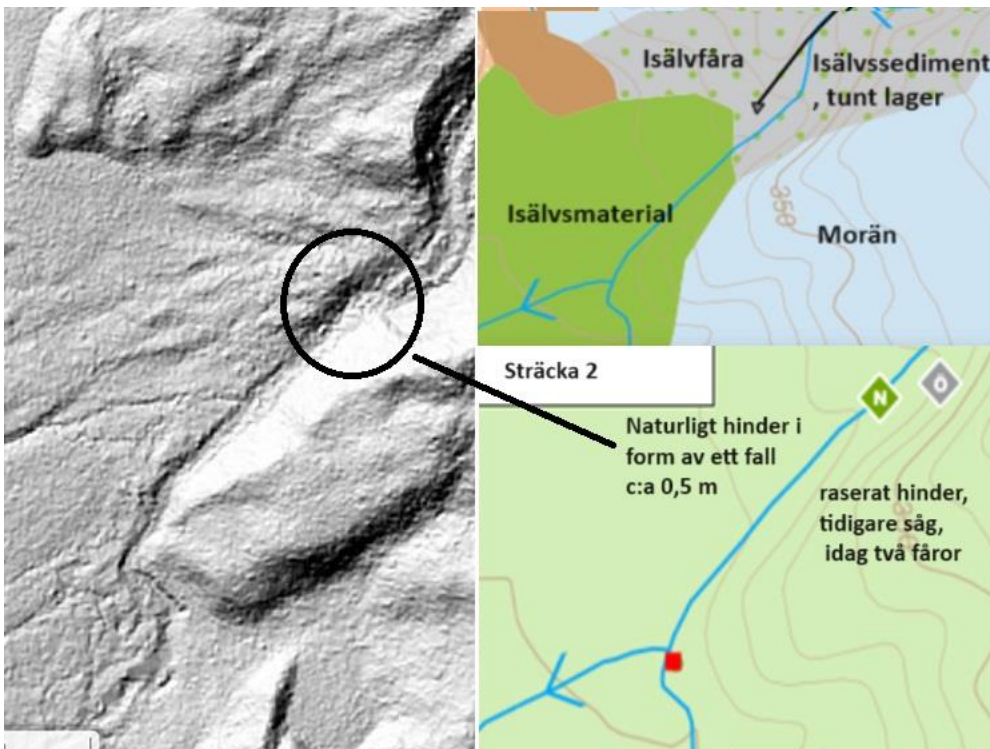 Isälvfåra
Isälvssediment
, tunt lager
350
Isälvsmaterial
Morän
Sträcka 2
N
Ö
Naturligt hinder i
form av ett fall
c:a 0,5 m
raserat hinder,
tidigare såg,
idag två fåror